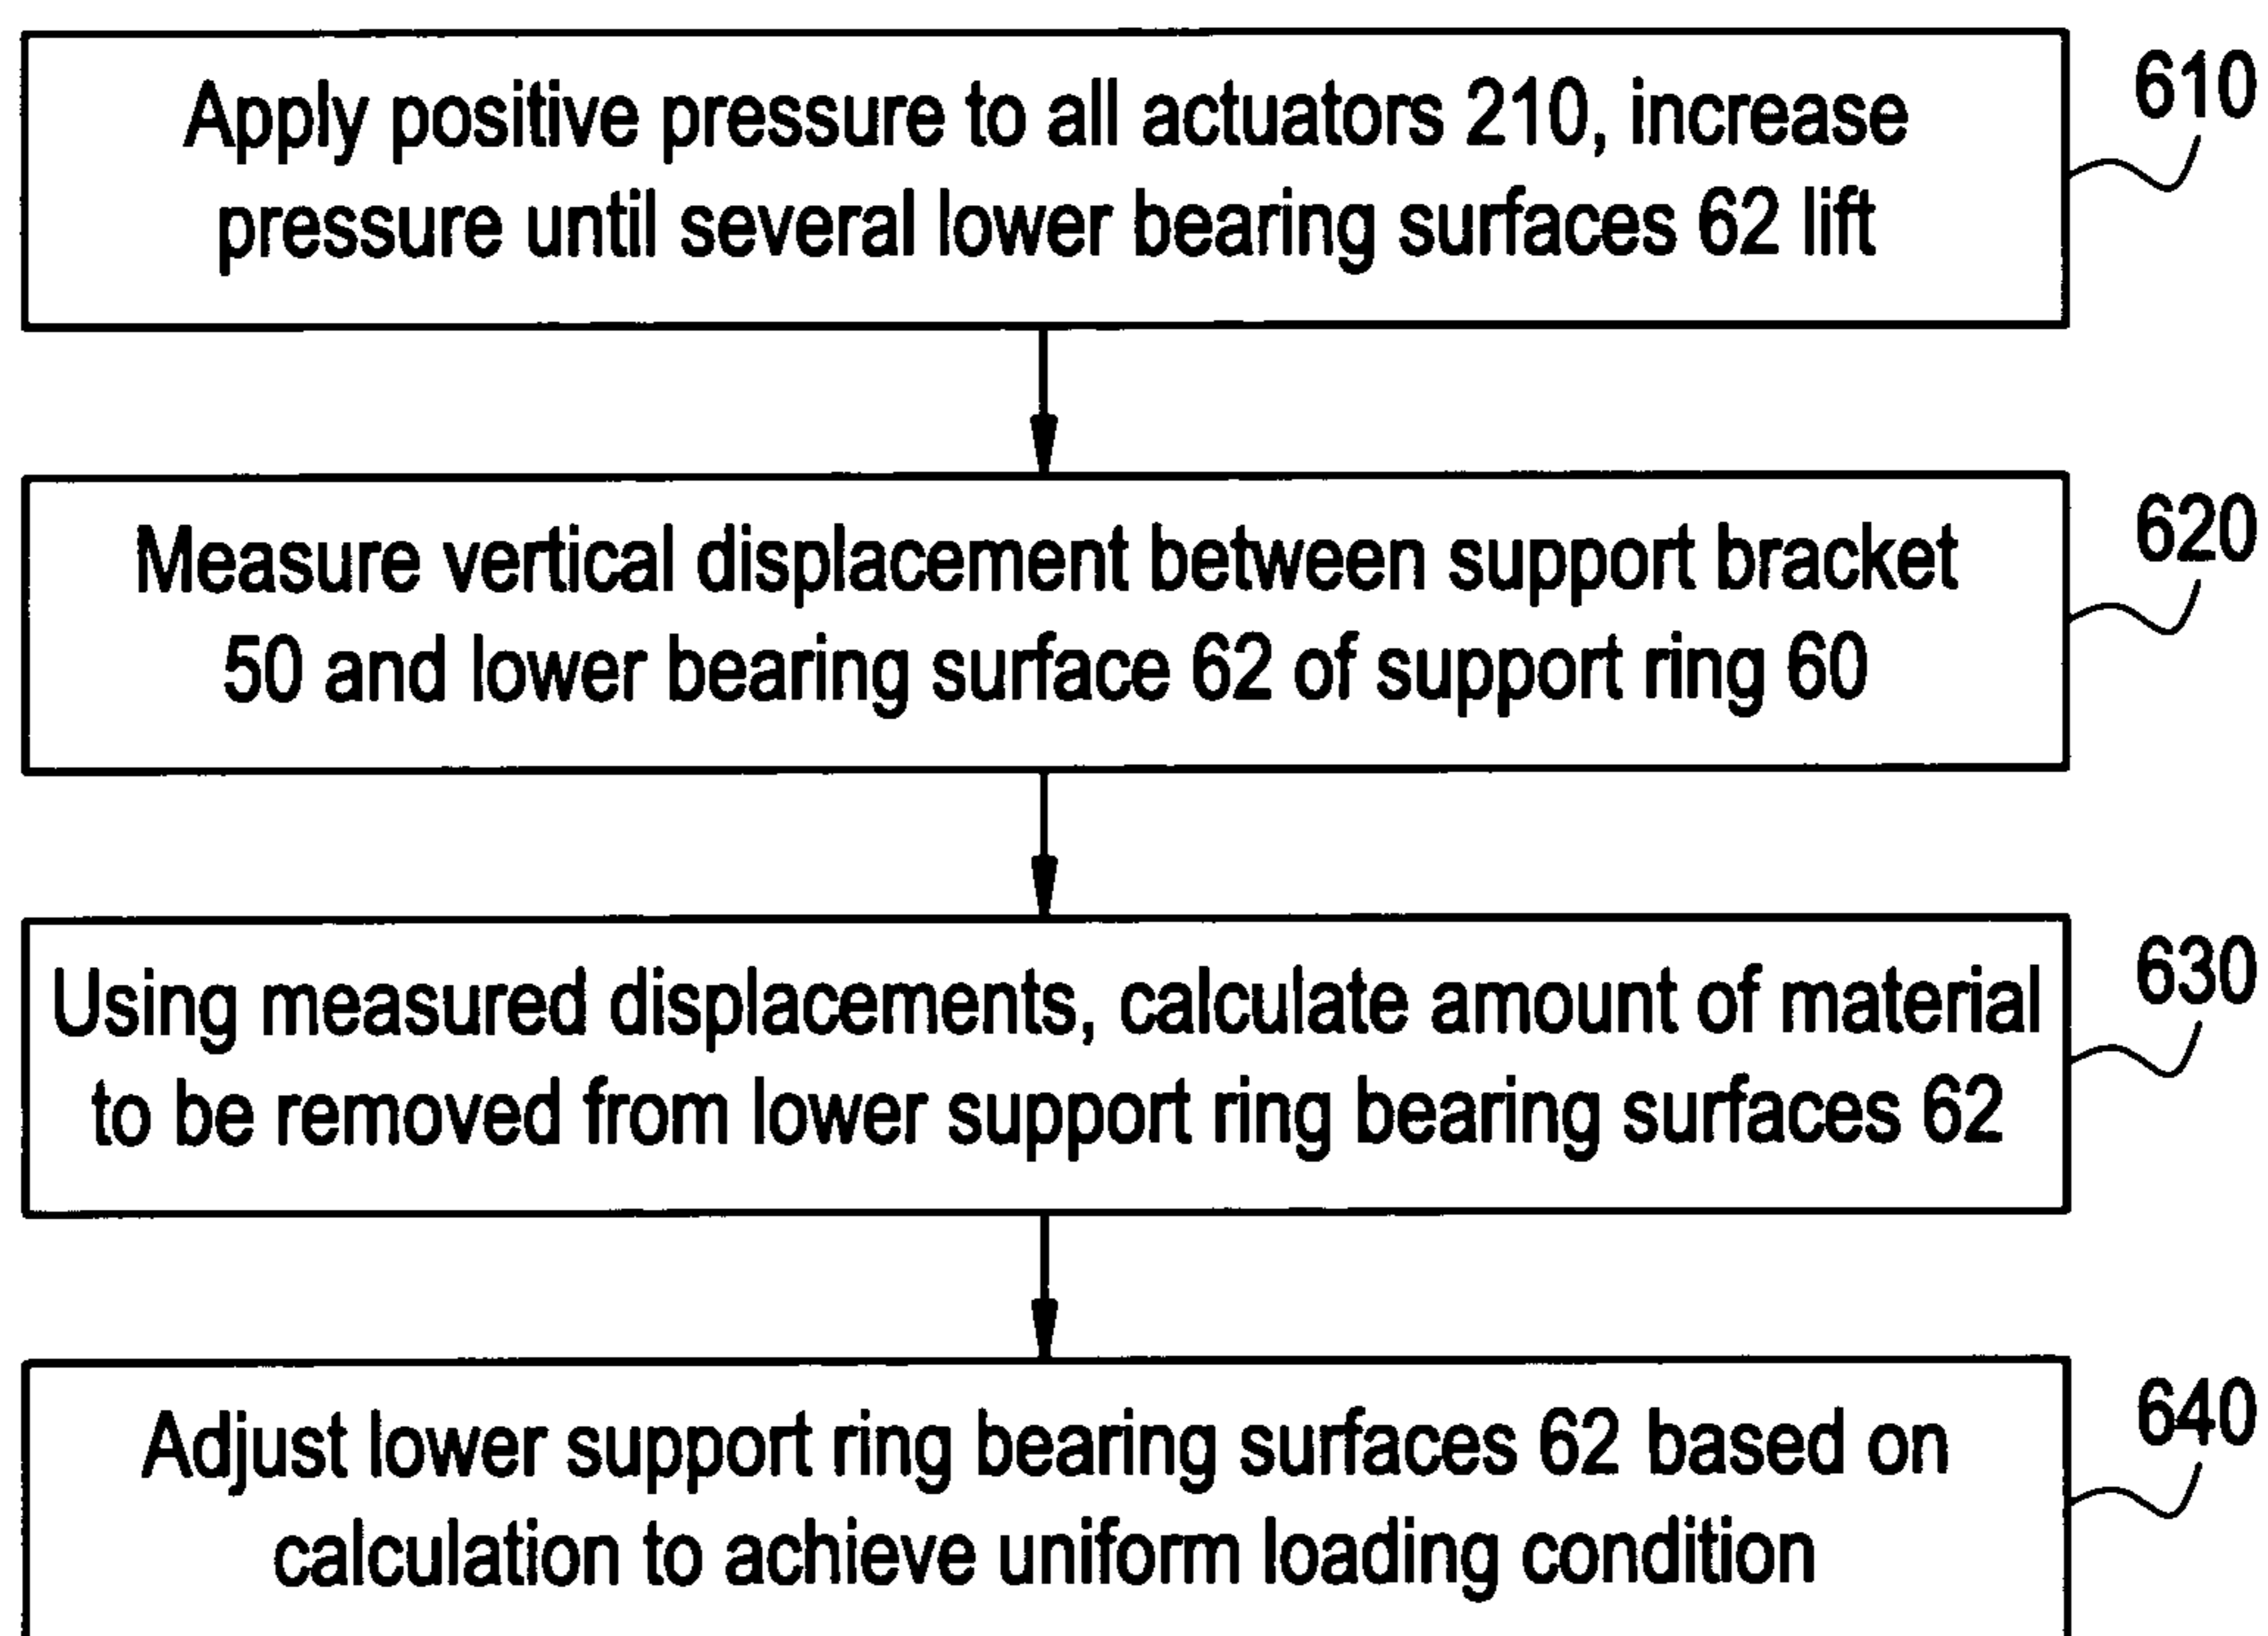 Apply positive pressure to all actuators 210, increase
pressure until several lower bearing surfaces 62 lift
610
Measure vertical displacement between support bracket
50 and lower bearing surface 62 of support ring 60
620
Using measured displacements, calculate amount of material
to be removed from lower support ring bearing surfaces 62
630
Adjust lower support ring bearing surfaces 62 based on
calculation to achieve uniform loading condition
640